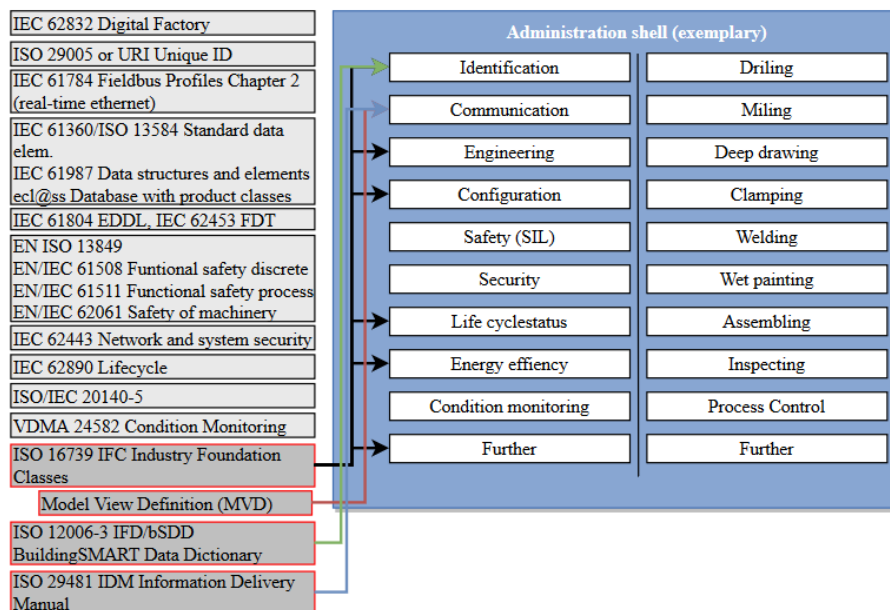 IEC 62832 Digital Factory
ISO 29005 or URI Unique ID
IEC 61784 Fieldbus Profiles Chapter 2
(real-time ethernet)
IEC 61360/ISO 13584 Standard data
elem.
IEC 61987 Data structures and elements
ecl@ss Database with product classes
IEC 61804 EDDL, IEC 62453 FDT
EN ISO 13849
EN/IEC 61508 Funtional safety discrete
EN/IEC 61511 Functional safety process
EN/IEC 62061 Safety of machinery
IEC 62443 Network and system security
IEC 62890 Lifecycle
ISO/IEC 20140-5
VDMA 24582 Condition Monitoring
ISO 16739 IFC Industry Foundation
Classes
Model View Definition (MVD)
ISO 12006-3 IFD/bSDD
BuildingSMART Data Dictionary
ISO 29481 IDM Information Delivery
Manual
Administration shell (exemplary)
Identification
Communication
Engineering
Configuration
Safety (SIL)
Security
Life cyclestatus
Energy effiency
Condition monitoring
Further
Driling
Miling
Deep drawing
Clamping
Welding
Wet painting
Assembling
Inspecting
Process Control
Further